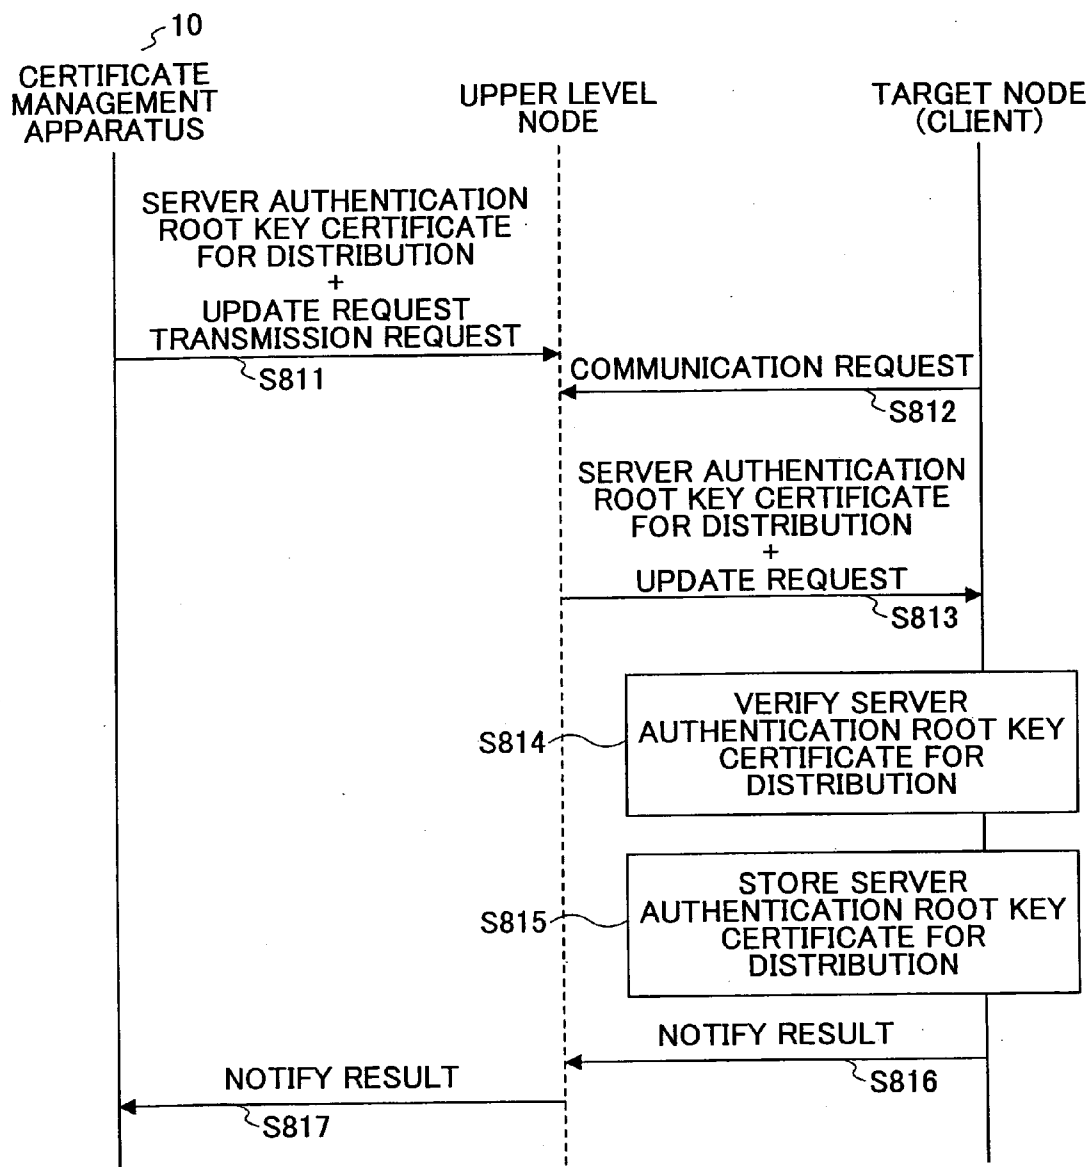 10
CERTIFICATE
MANAGEMENT
APPARATUS
UPPER LEVEL
NODE
TARGET NODE
(CLIENT)
SERVER AUTHENTICATION
ROOT KEY CERTIFICATE
FOR DISTRIBUTION
+
UPDATE REQUEST
TRANSMISSION REQUEST
S811
COMMUNICATION REQUEST
S812
SERVER AUTHENTICATION
ROOT KEY CERTIFICATE
FOR DISTRIBUTION
+
UPDATE REQUEST
S813
S814
VERIFY SERVER
AUTHENTICATION ROOT KEY
CERTIFICATE FOR
DISTRIBUTION
S815
STORE SERVER
AUTHENTICATION ROOT KEY
CERTIFICATE FOR
DISTRIBUTION
NOTIFY RESULT
S816
NOTIFY RESULT
S817